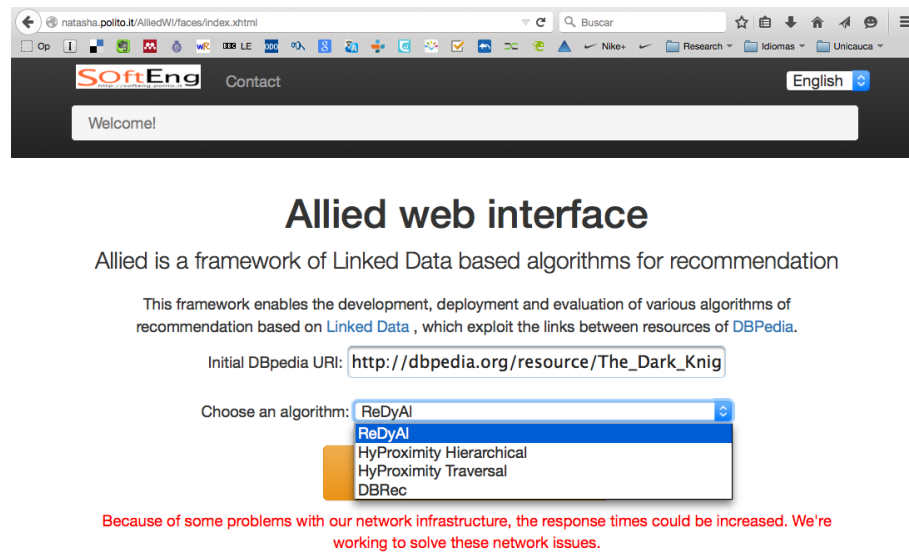 natasha.polito.it/AlliedWI/faces/index.xhtml
Buscar
Op
LE
Nike+
Research
Idiomas
Unicauca
SOftEng
http://softeng.polito.it
Contact
English
Welcome!
Allied web interface
Allied is a framework of Linked Data based algorithms for recommendation
This framework enables the development, deployment and evaluation of various algorithms of
recommendation based on Linked Data , which exploit the links between resources of DBPedia.
Initial DBpedia URI: http://dbpedia.org/resource/The_Dark_Knig
Choose an algorithm: ReDyAl
ReDyAl
HyProximity Hierarchical
HyProximity Traversal
DBRec
Because of some problems with our network infrastructure, the response times could be increased. We're
working to solve these network issues.